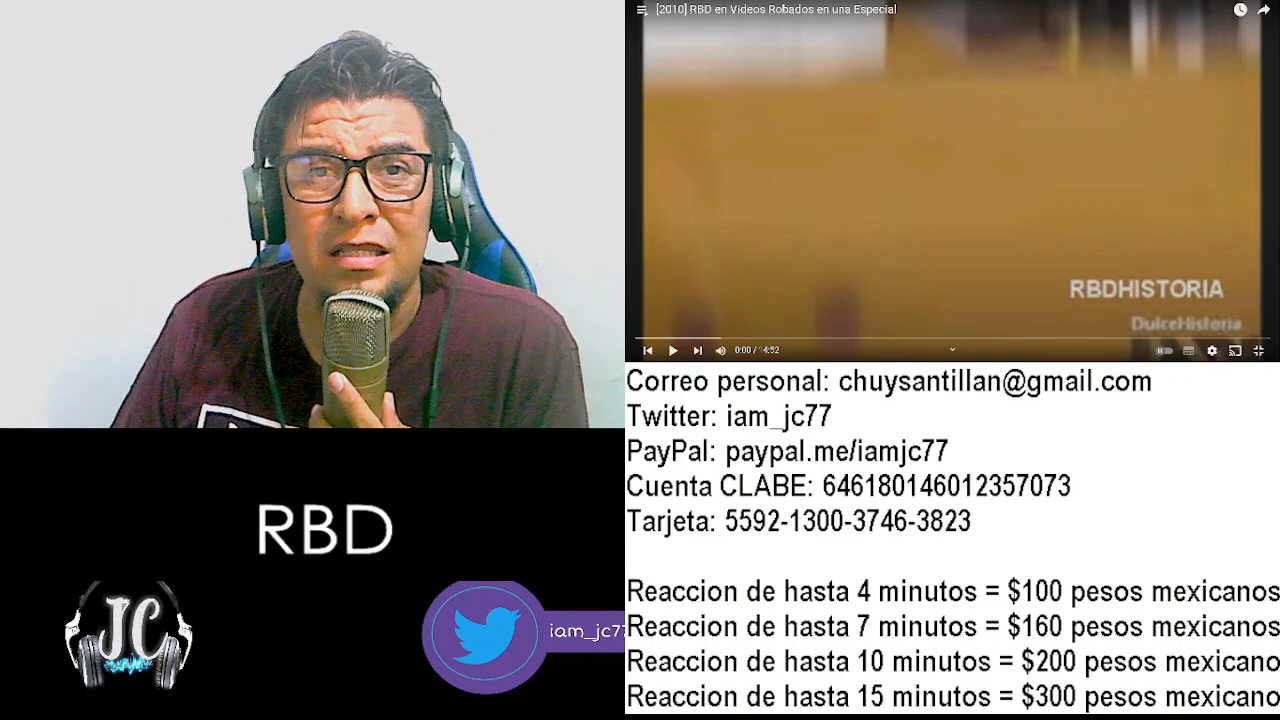 [2010] RBD en Videos Robados en una Especial
RBDHISTORIA
DulceHistoria
0:00 / 14:52
Correo personal: chuysantillan@gmail.com
Twitter: iam_jc77
PayPal: paypal.me/iamjc77
Cuenta CLABE: 646180146012357073
Tarjeta: 5592-1300-3746-3823
Reaccion de hasta 4 minutos = $100 pesos mexicanos
Reaccion de hasta 7 minutos = $160 pesos mexicanos
Reaccion de hasta 10 minutos = $200 pesos mexicano
Reaccion de hasta 15 minutos = $300 pesos mexicano
RBD
JC
iam_jc77